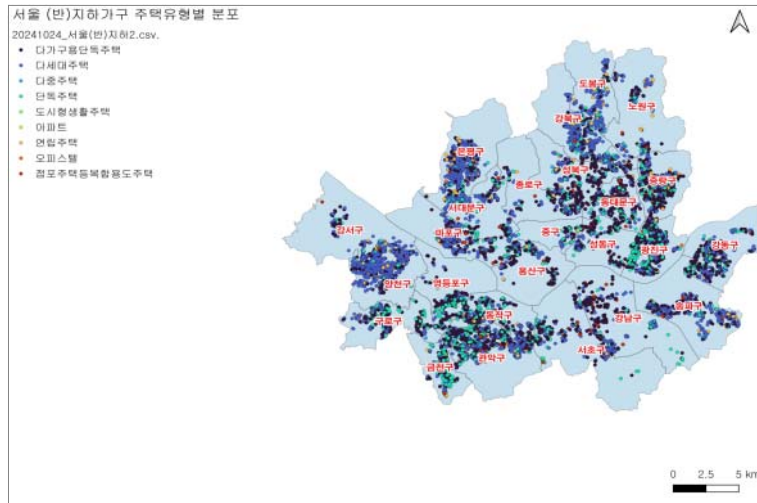 서울 (반)지하가구 주택유형별 분포
20241024_서울(반)지하2.csv.
다가구용단독주택
다세대주택
다중주택
단독주택
도시형생활주택
아파트
연립주택
오피스텔
점포주택등복합용도주택
도봉구
노원구
강북구
은평구
성북구
종로구
중랑구
동대문구
서대문구
강서구
마포구
중구
성동구
광진구
강동구
용산구
양천구
영등포구
송파구
구로구
동작구
강남구
서초구
관악구
금천구
0 2.5 5 km